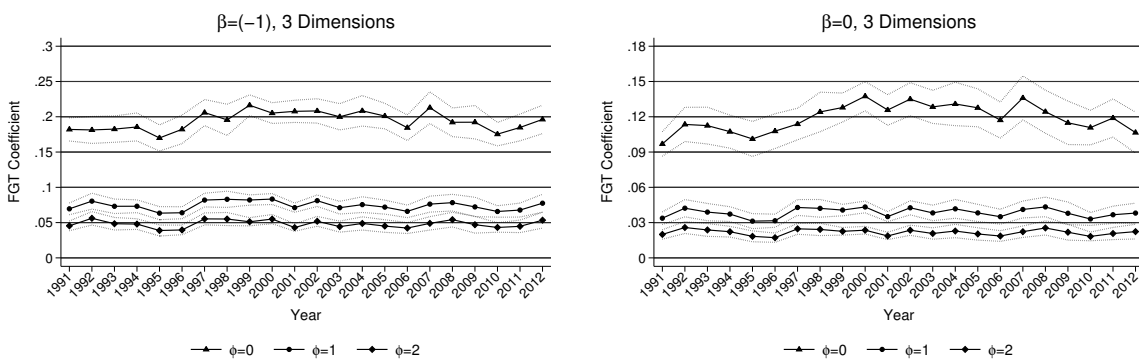 β=(−1), 3 Dimensions
FGT Coefficient
.3
.25
.2
.15
.1
.05
0
1991 1992 1993 1994 1995 1996 1997 1998 1999 2000 2001 2002 2003 2004 2005 2006 2007 2008 2009 2010 2011 2012
Year
ϕ=0 ϕ=1 ϕ=2
β=0, 3 Dimensions
FGT Coefficient
.18
.15
.12
.09
.06
.03
0
1991 1992 1993 1994 1995 1996 1997 1998 1999 2000 2001 2002 2003 2004 2005 2006 2007 2008 2009 2010 2011 2012
Year
ϕ=0 ϕ=1 ϕ=2